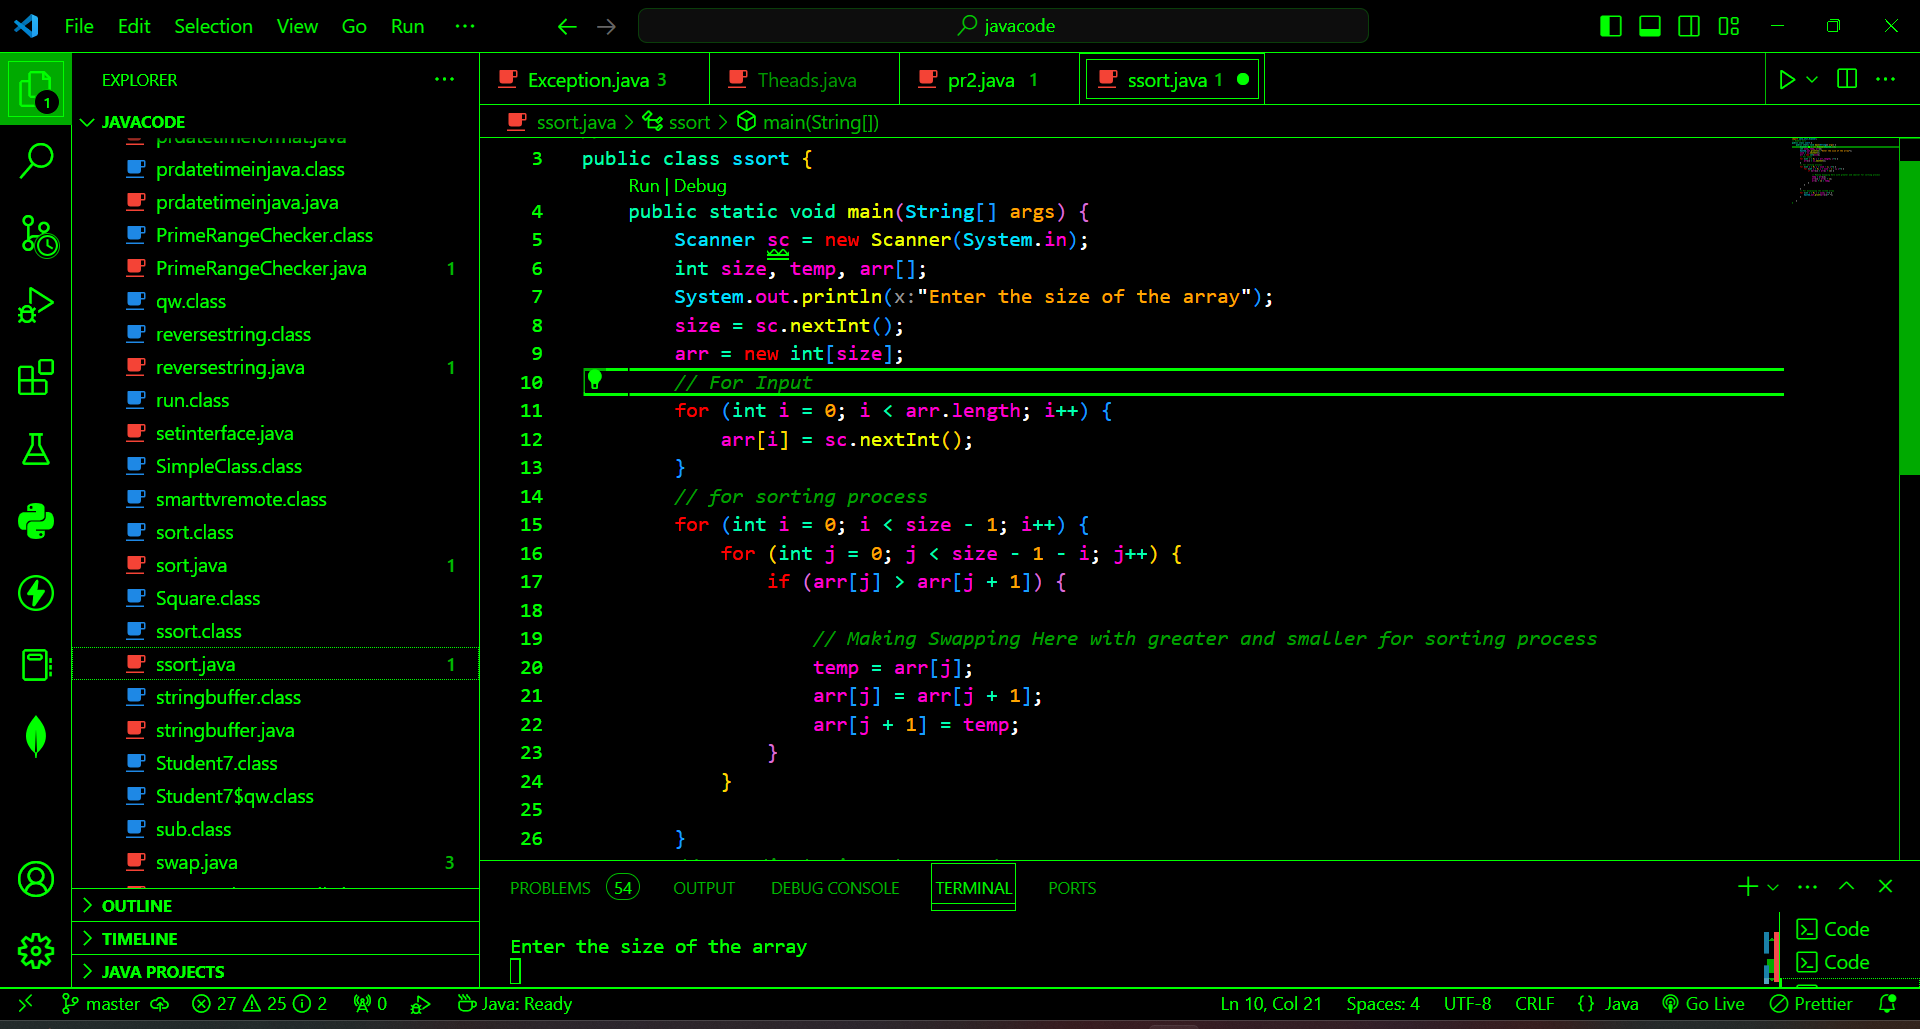 File Edit Selection View Go Run ···
javacode
EXPLORER ···
JAVACODE
prdatetimeformat.java
prdatetimeinjava.class
prdatetimeinjava.java
PrimeRangeChecker.class
PrimeRangeChecker.java 1
qw.class
reversestring.class
reversestring.java 1
run.class
setinterface.java
SimpleClass.class
smarttvremote.class
sort.class
sort.java 1
Square.class
ssort.class
ssort.java 1
stringbuffer.class
stringbuffer.java
Student7.class
Student7$qw.class
sub.class
swap.java 3
OUTLINE
TIMELINE
JAVA PROJECTS
1
Exception.java 3
Theads.java
pr2.java 1
ssort.java 1
ssort.java > ssort > main(String[])
3 public class ssort {
Run | Debug
4 public static void main(String[] args) {
5 Scanner sc = new Scanner(System.in);
6 int size, temp, arr[];
7 System.out.println(x:"Enter the size of the array");
8 size = sc.nextInt();
9 arr = new int[size];
10 // For Input
11 for (int i = 0; i < arr.length; i++) {
12 arr[i] = sc.nextInt();
13 }
14 // for sorting process
15 for (int i = 0; i < size - 1; i++) {
16 for (int j = 0; j < size - 1 - i; j++) {
17 if (arr[j] > arr[j + 1]) {
18
19 // Making Swapping Here with greater and smaller for sorting process
20 temp = arr[j];
21 arr[j] = arr[j + 1];
22 arr[j + 1] = temp;
23 }
24 }
25
26 }
PROBLEMS 54 OUTPUT DEBUG CONSOLE TERMINAL PORTS
Enter the size of the array
Code
Code
master 27 25 2 0 Java: Ready
Ln 10, Col 21 Spaces: 4 UTF-8 CRLF {} Java Go Live Prettier